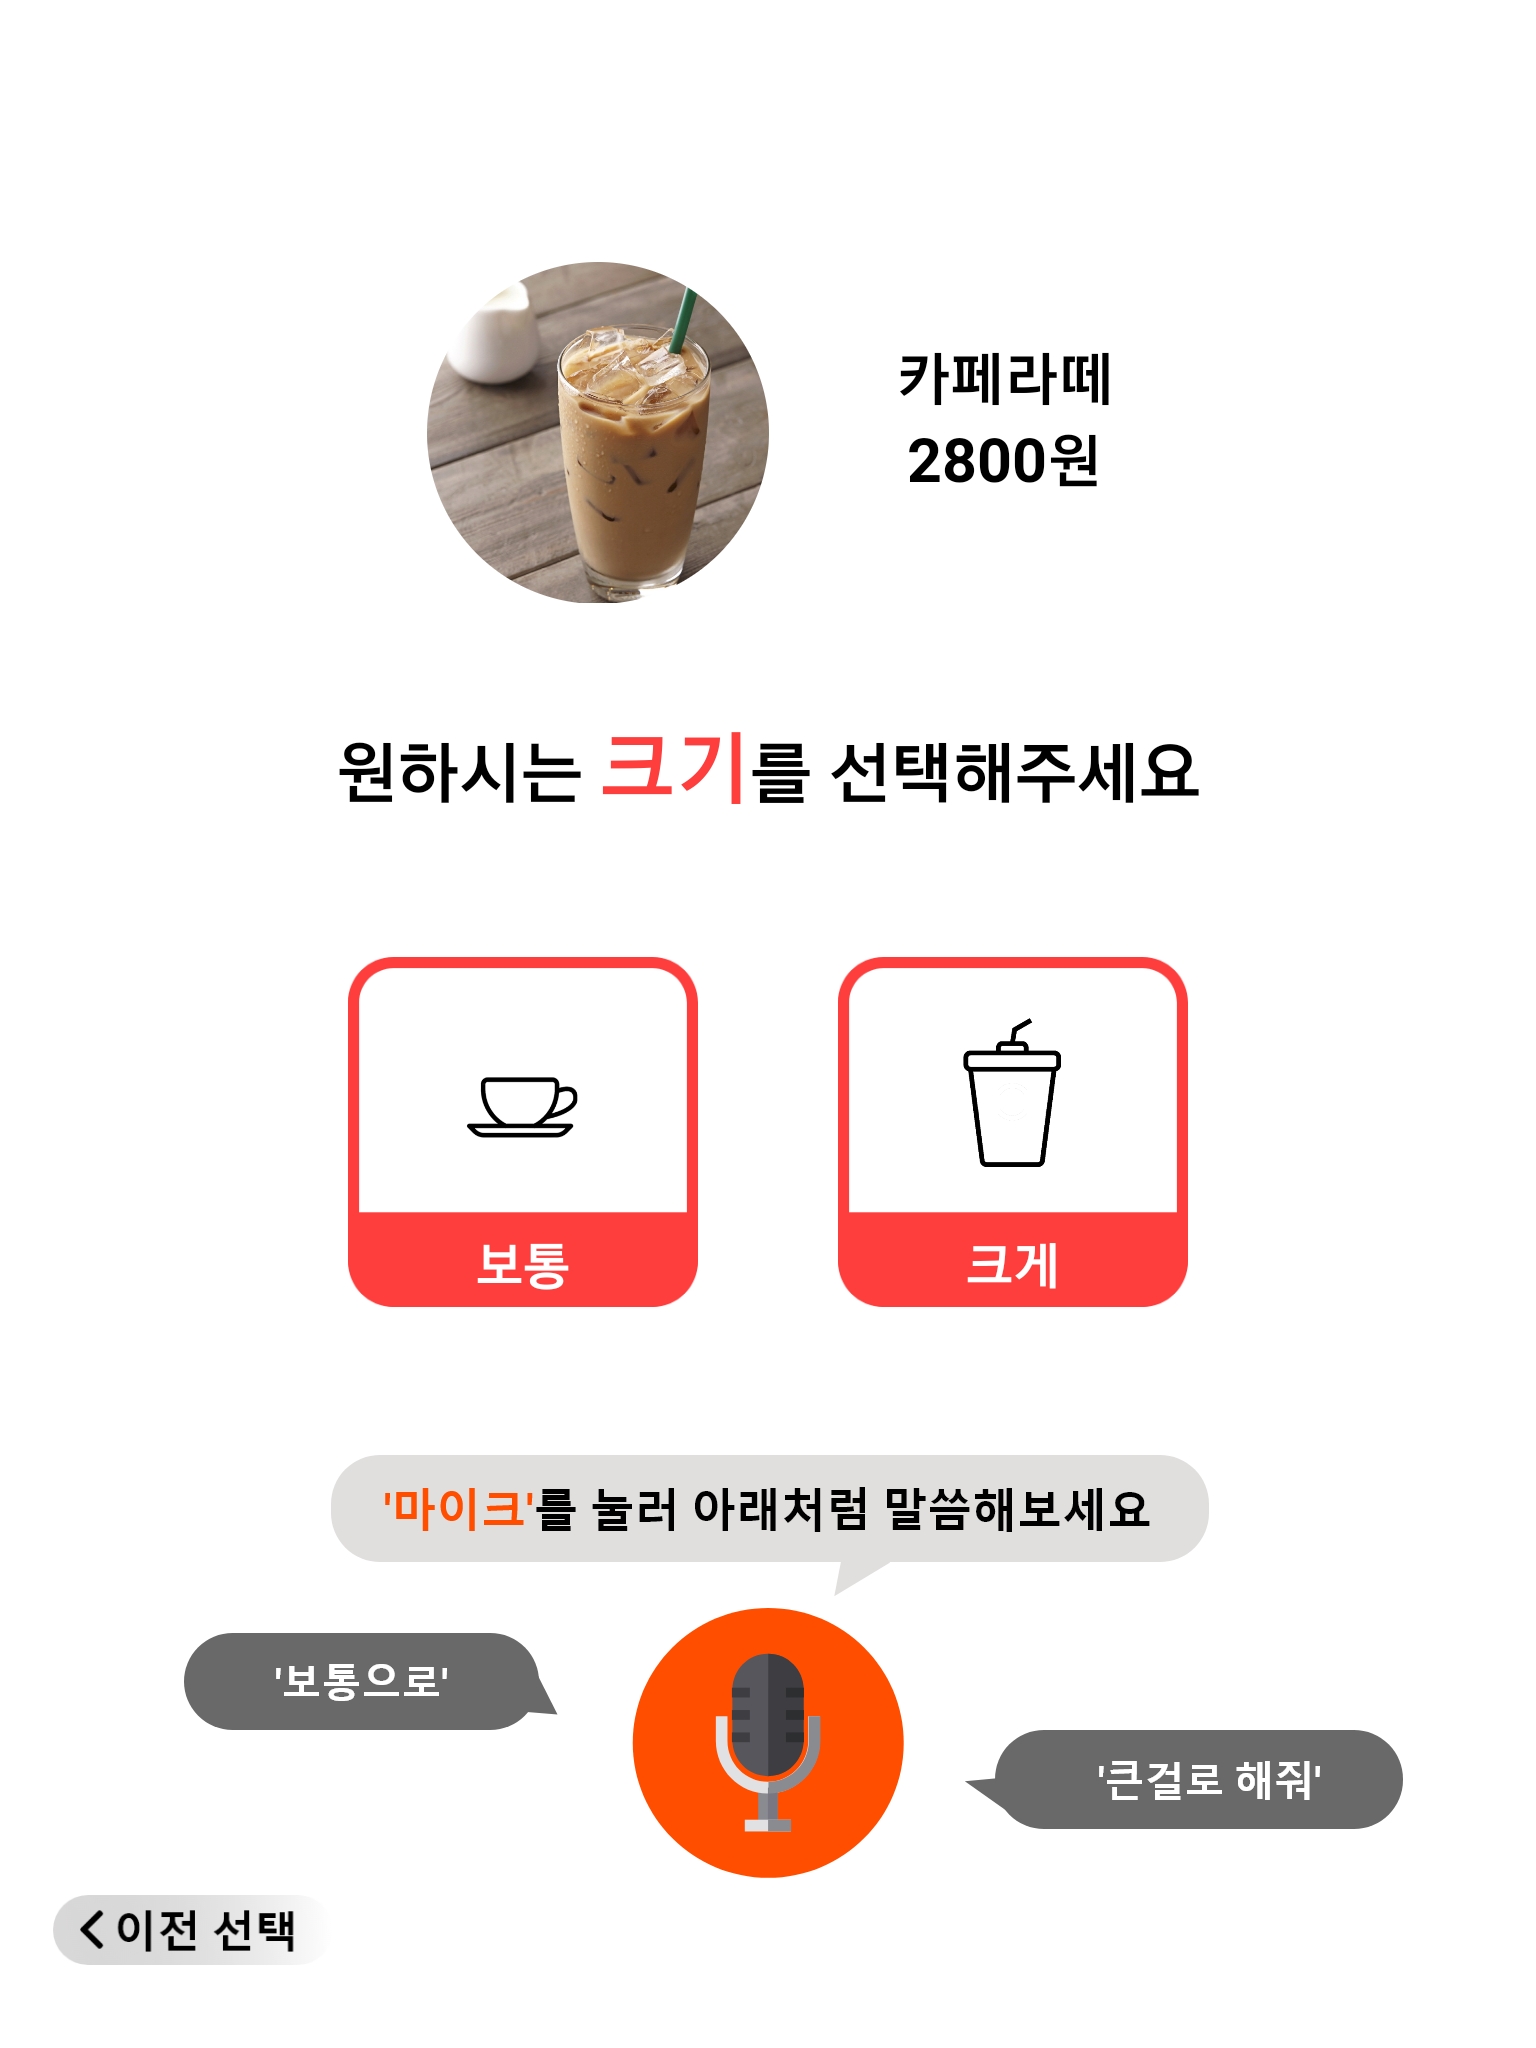 카페라떼
2800원
원하시는 크기를 선택해주세요
보통
크게
'마이크'를 눌러 아래처럼 말씀해보세요
'보통으로'
'큰걸로 해줘'
이전 선택